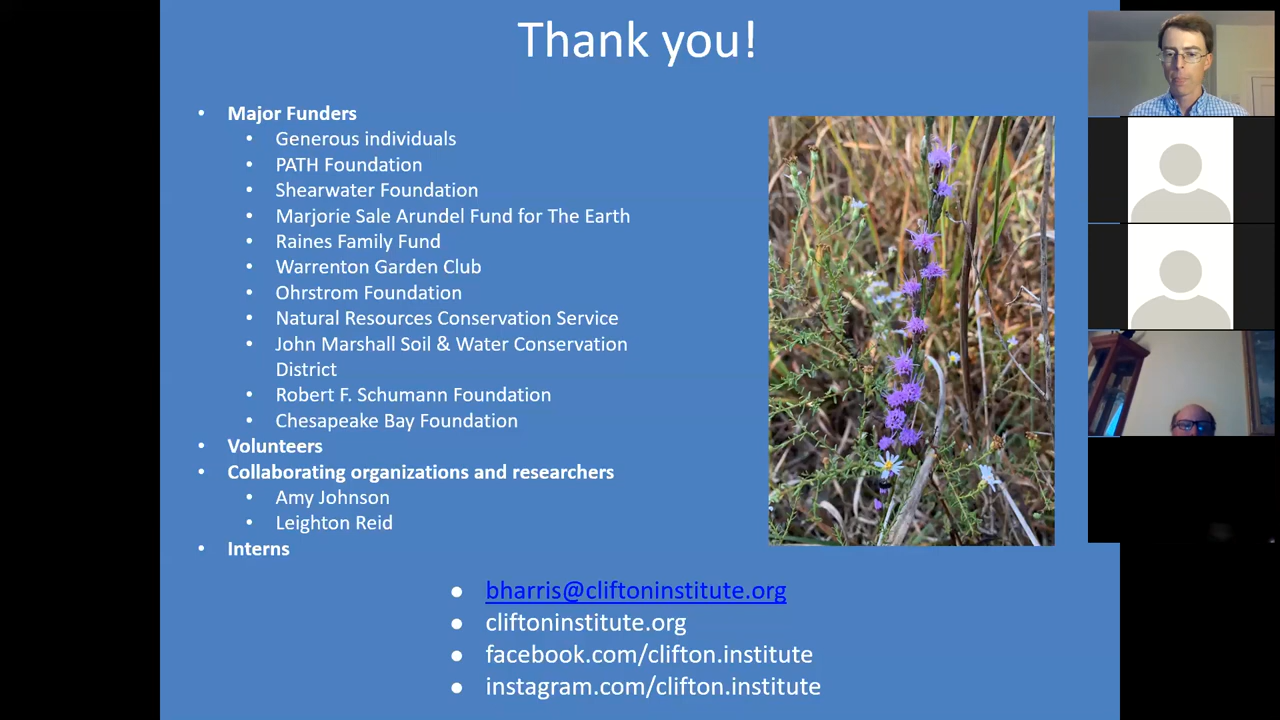 Thank you!
• Major Funders
• Generous individuals
• PATH Foundation
• Shearwater Foundation
• Marjorie Sale Arundel Fund for The Earth
• Raines Family Fund
• Warrenton Garden Club
• Ohrstrom Foundation
• Natural Resources Conservation Service
• John Marshall Soil & Water Conservation
District
• Robert F. Schumann Foundation
• Chesapeake Bay Foundation
• Volunteers
• Collaborating organizations and researchers
• Amy Johnson
• Leighton Reid
• Interns
● bharris@cliftoninstitute.org
● cliftoninstitute.org
● facebook.com/clifton.institute
● instagram.com/clifton.institute